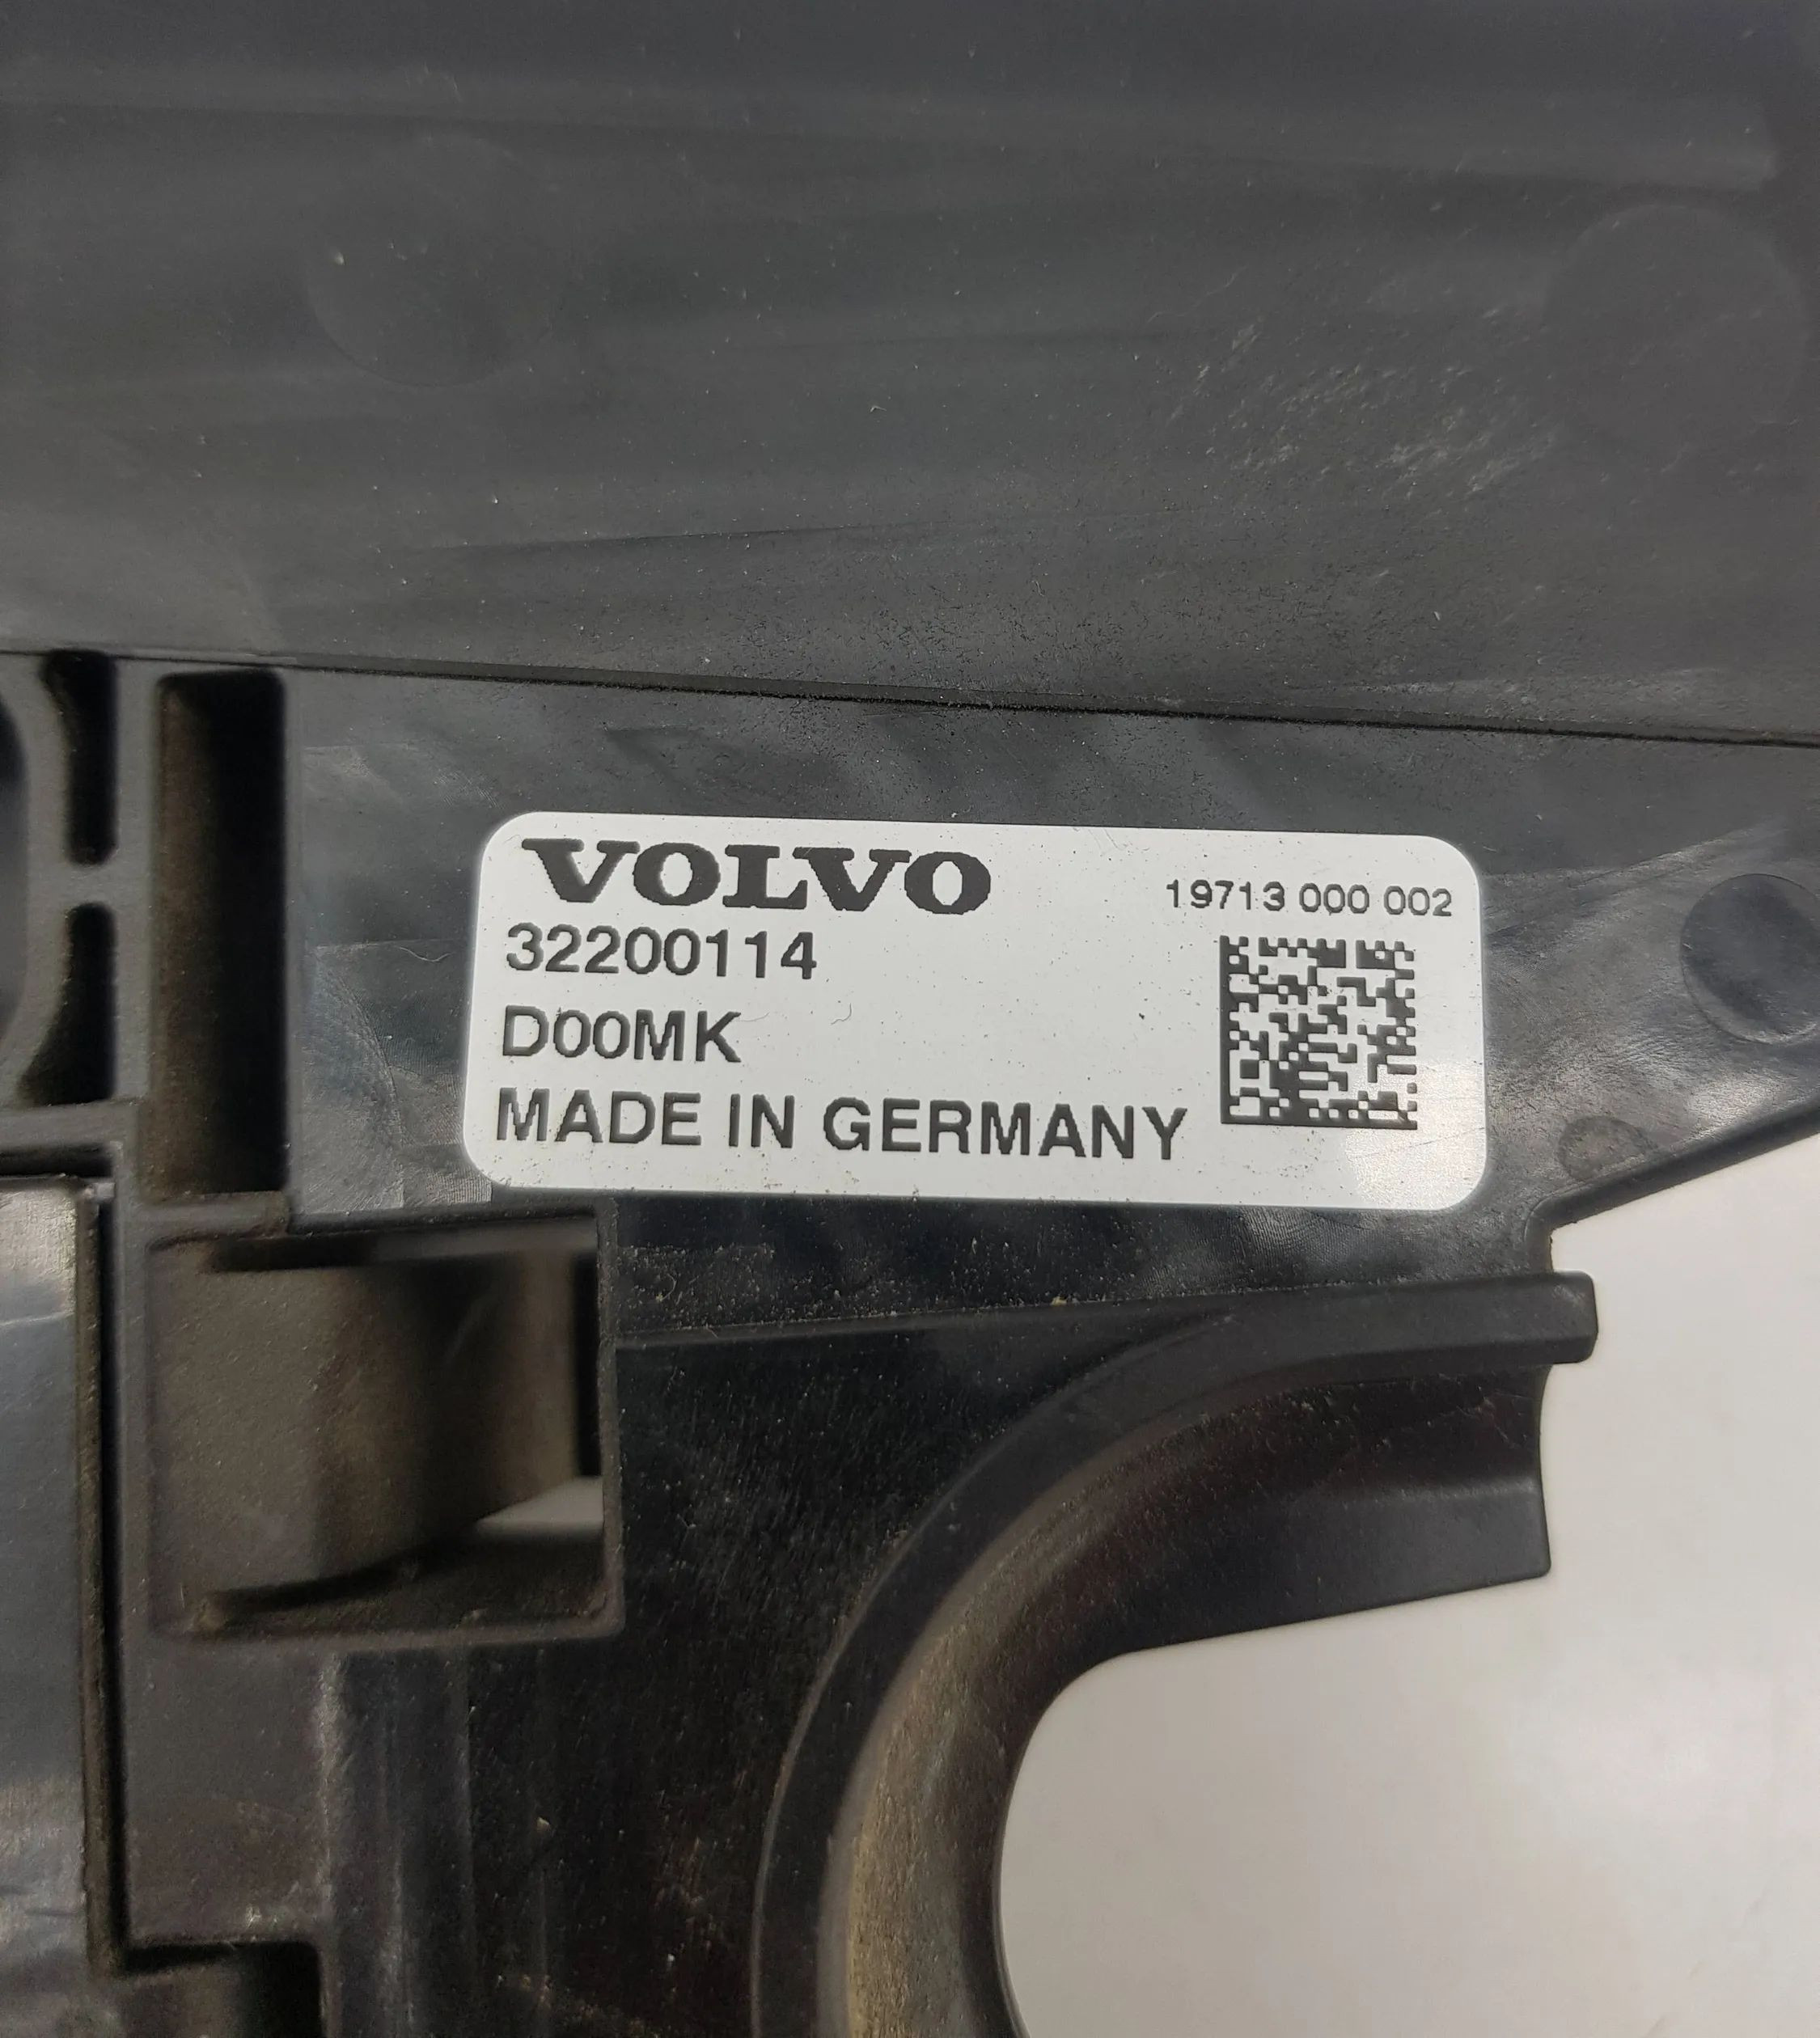 VOLVO
19713 000 002
32200114
D00MK
MADE IN GERMANY